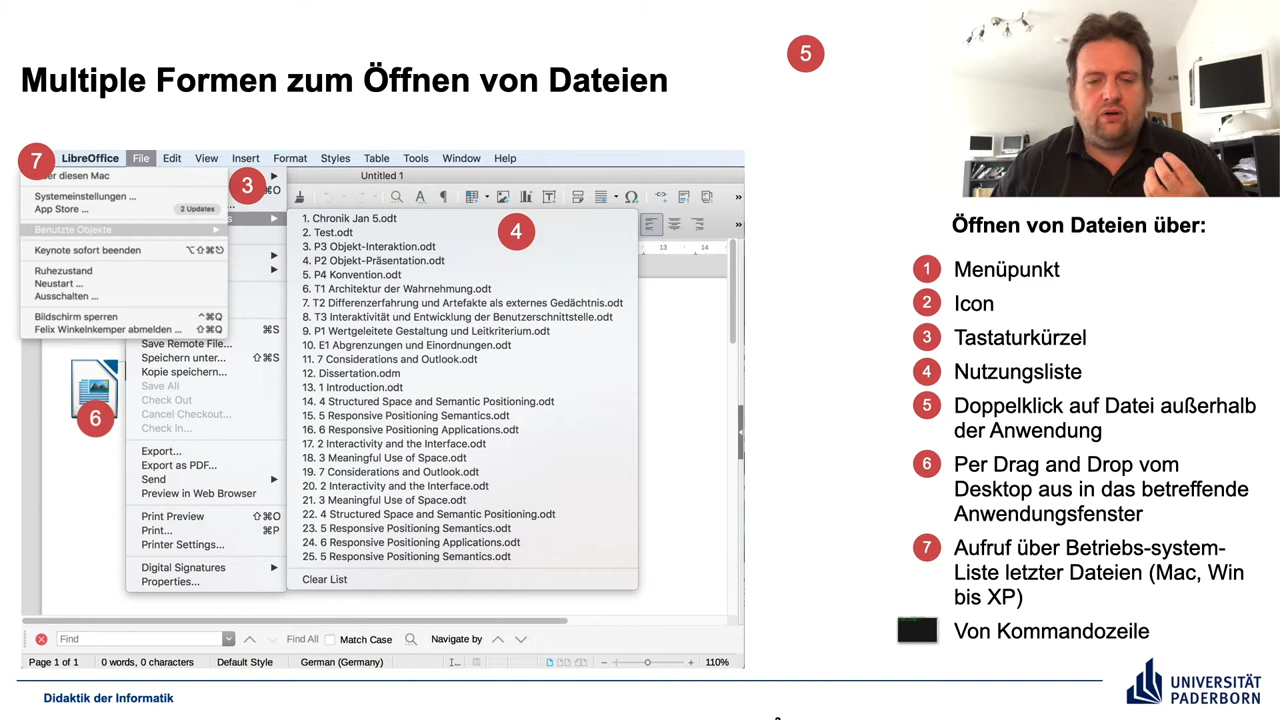 Multiple Formen zum Öffnen von Dateien
5
7
LibreOffice File Edit View Insert Format Styles Table Tools Window Help
Untitled 1
er diesen Mac
Systemeinstellungen ...
App Store ... 2 Updates
Benutzte Objekte
Keynote sofort beenden ⌥⇧⌘⎋
Ruhezustand
Neustart ...
Ausschalten ...
Bildschirm sperren ^⌘Q
Felix Winkelnkemper abmelden ... ⇧⌘Q
3
⌘O
⌘S
Save Remote File...
Speichern unter... ⇧⌘S
Kopie speichern...
Save All
Check Out
Cancel Checkout...
Check In...
Export...
Export as PDF...
Send
Preview in Web Browser
Print Preview ⇧⌘O
Print... ⌘P
Printer Settings...
Digital Signatures
Properties...
6
4
1. Chronik Jan 5.odt
2. Test.odt
3. P3 Objekt-Interaktion.odt
4. P2 Objekt-Präsentation.odt
5. P4 Konvention.odt
6. T1 Architektur der Wahrnehmung.odt
7. T2 Differenzerfahrung und Artefakte als externes Gedächtnis.odt
8. T3 Interaktivität und Entwicklung der Benutzerschnittstelle.odt
9. P1 Wertgeleitete Gestaltung und Leitkriterium.odt
10. E1 Abgrenzungen und Einordnungen.odt
11. 7 Considerations and Outlook.odt
12. Dissertation.odm
13. 1 Introduction.odt
14. 4 Structured Space and Semantic Positioning.odt
15. 5 Responsive Positioning Semantics.odt
16. 6 Responsive Positioning Applications.odt
17. 2 Interactivity and the Interface.odt
18. 3 Meaningful Use of Space.odt
19. 7 Considerations and Outlook.odt
20. 2 Interactivity and the Interface.odt
21. 3 Meaningful Use of Space.odt
22. 4 Structured Space and Semantic Positioning.odt
23. 5 Responsive Positioning Semantics.odt
24. 6 Responsive Positioning Applications.odt
25. 5 Responsive Positioning Semantics.odt
Clear List
13 14
Find Find All Match Case Navigate by
Page 1 of 1 0 words, 0 characters Default Style German (Germany) 110%
Öffnen von Dateien über:
1 Menüpunkt
2 Icon
3 Tastaturkürzel
4 Nutzungsliste
5 Doppelklick auf Datei außerhalb
der Anwendung
6 Per Drag and Drop vom
Desktop aus in das betreffende
Anwendungsfenster
7 Aufruf über Betriebs-system-
Liste letzter Dateien (Mac, Win
bis XP)
Von Kommandozeile
Didaktik der Informatik
UNIVERSITÄT
PADERBORN